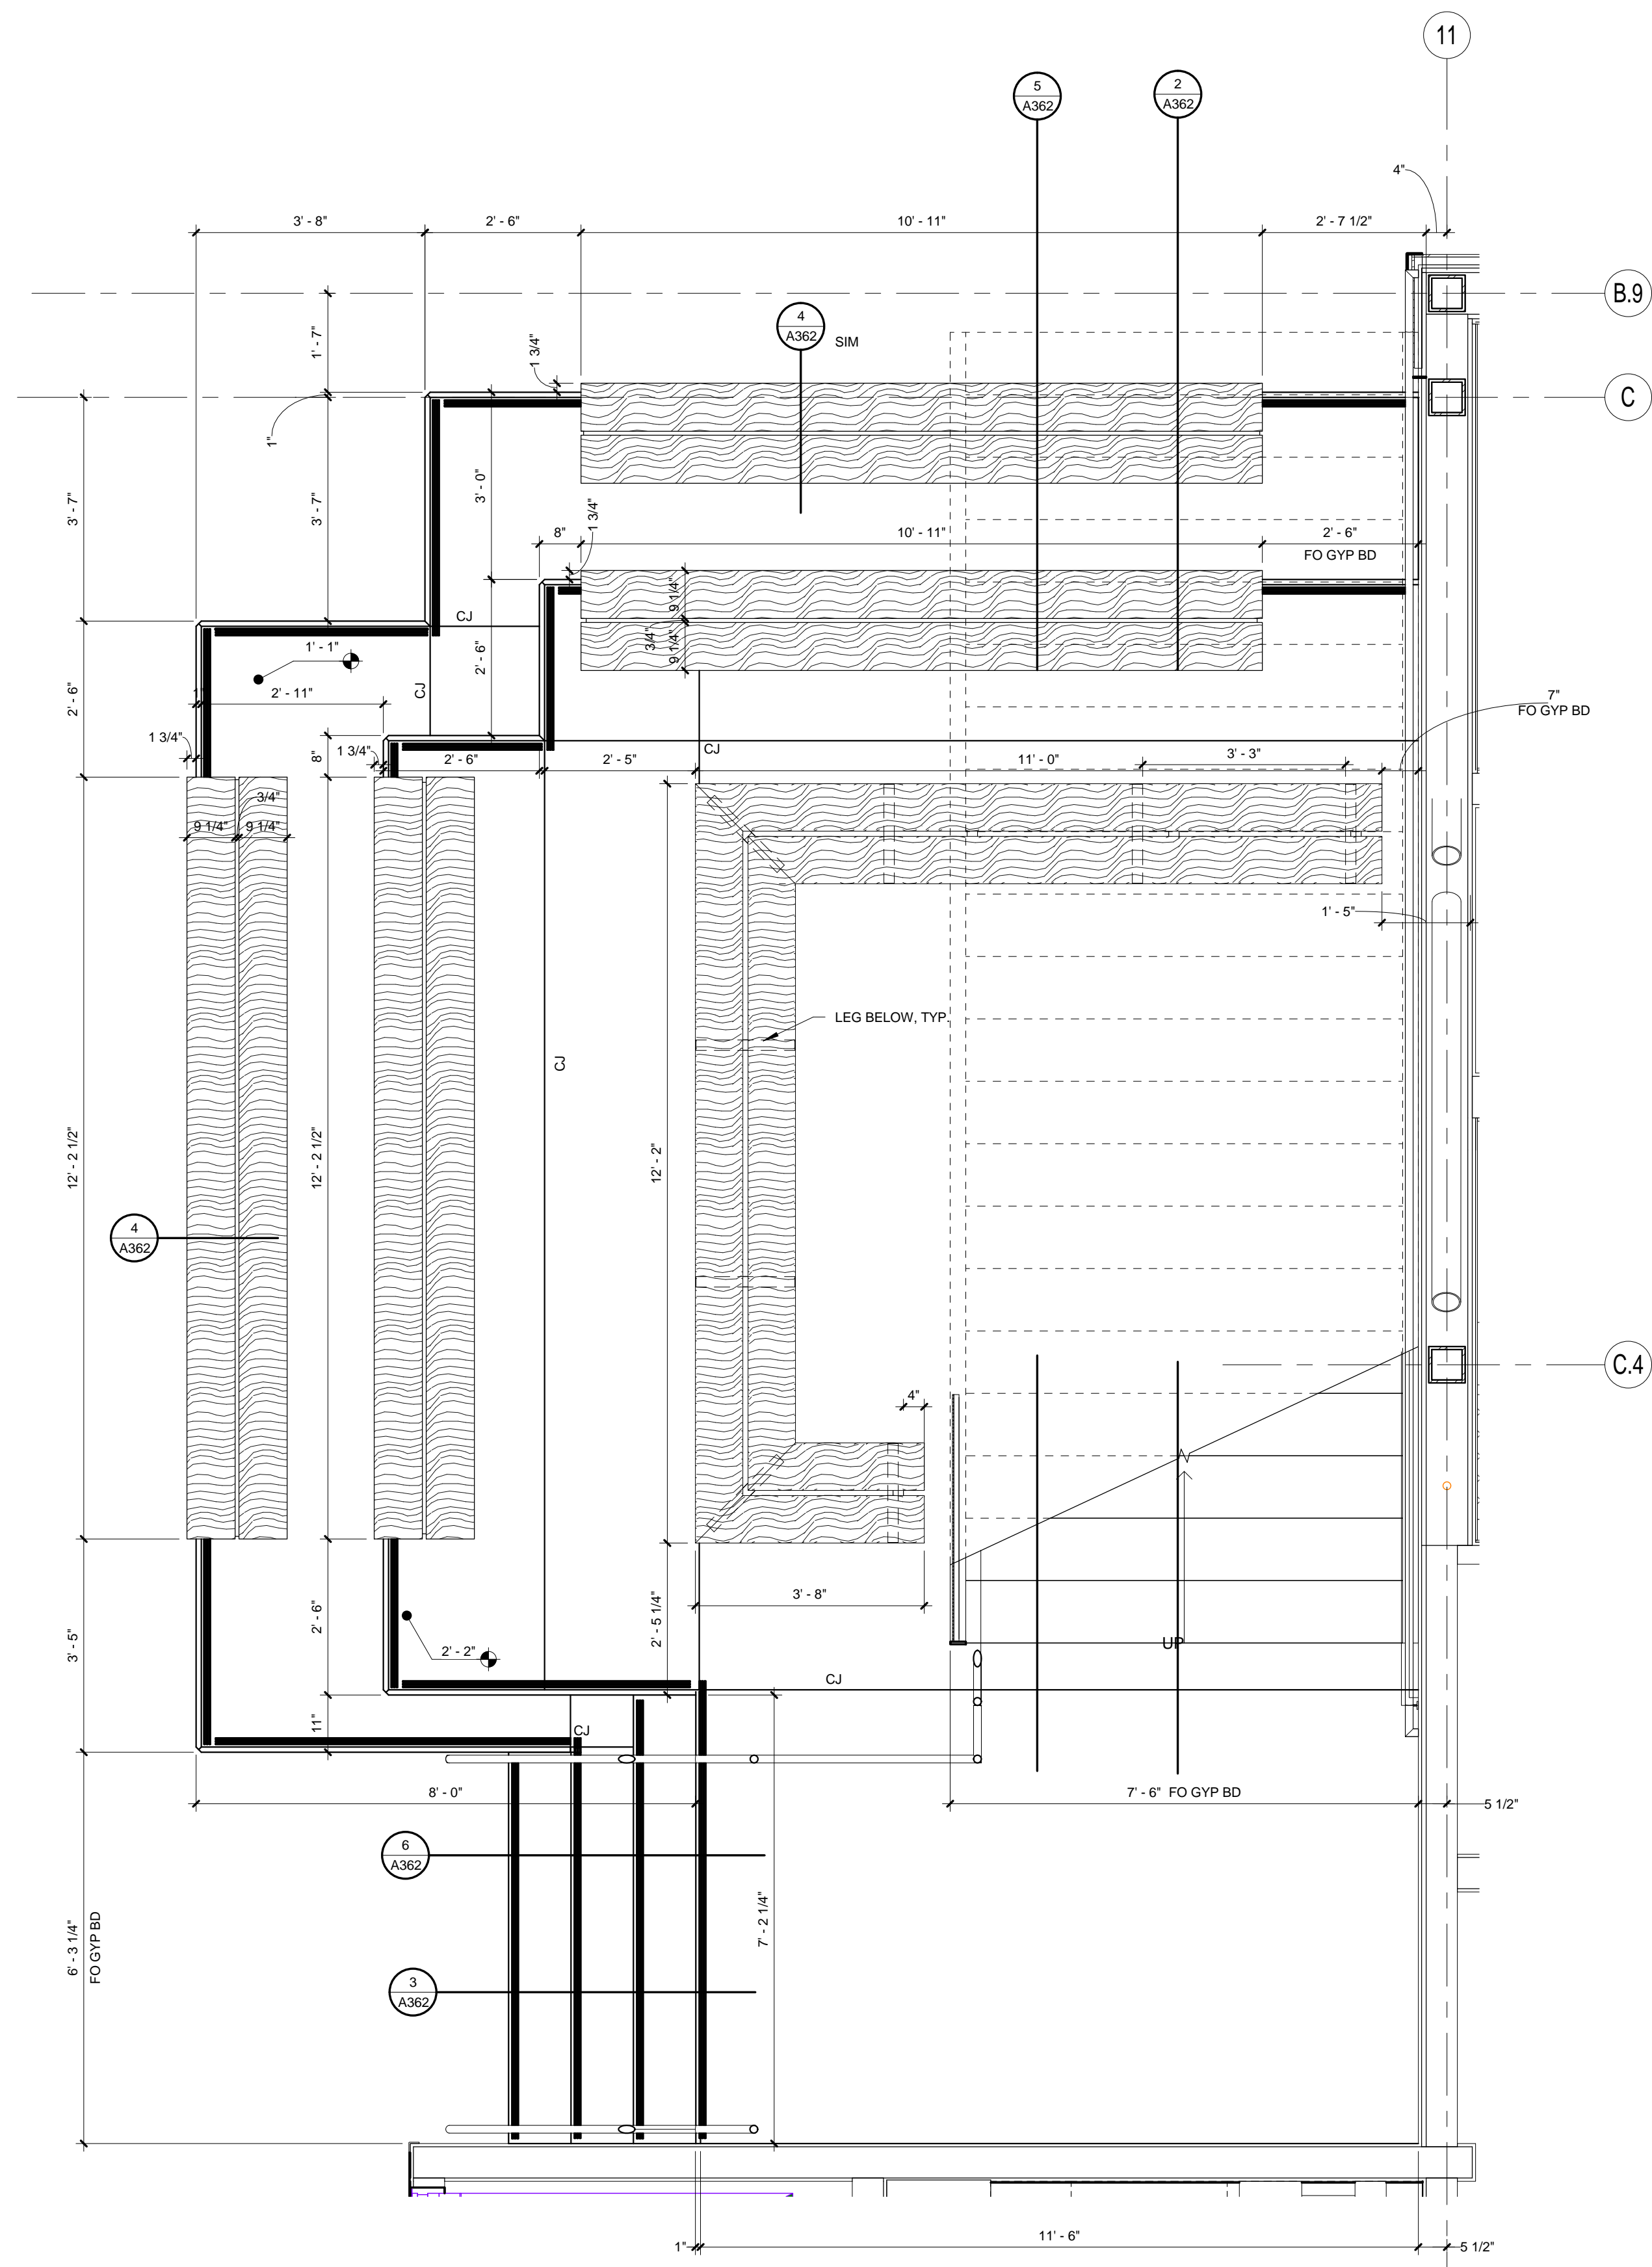 11
5
A362
2
A362
4"
3' - 8"
2' - 6"
10' - 11"
2' - 7 1/2"
B.9
4
A362
SIM
1' - 7"
1 3/4"
C
1"
3' - 7"
3' - 7"
3' - 0"
8"
1 3/4"
10' - 11"
2' - 6"
FO GYP BD
9 1/4"
3/4"
9 1/4"
CJ
1' - 1"
2' - 6"
2' - 6"
CJ
1"
2' - 11"
7"
FO GYP BD
1 3/4"
8"
1 3/4"
2' - 6"
2' - 5"
CJ
11' - 0"
3' - 3"
3/4"
9 1/4"
9 1/4"
1' - 5"
LEG BELOW, TYP.
CJ
12' - 2 1/2"
12' - 2 1/2"
12' - 2"
4
A362
C.4
4"
3' - 8"
2' - 6"
2' - 5 1/4"
3' - 5"
2' - 2"
UP
CJ
11"
CJ
8' - 0"
7' - 6" FO GYP BD
5 1/2"
6
A362
7' - 2 1/4"
6' - 3 1/4"
FO GYP BD
3
A362
11' - 6"
1"
5 1/2"